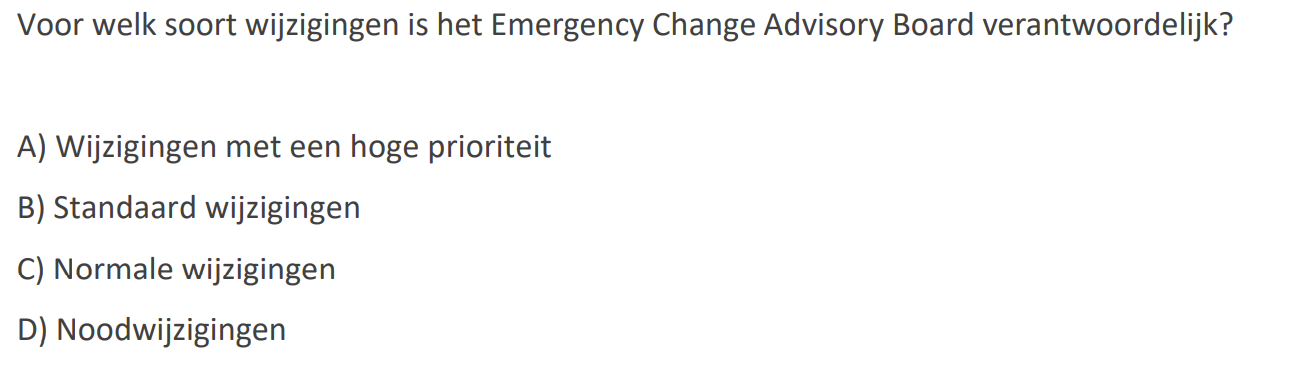 Voor welk soort wijzigingen is het Emergency Change Advisory Board verantwoordelijk?
A) Wijzigingen met een hoge prioriteit
B) Standaard wijzigingen
C) Normale wijzigingen
D) Noodwijzigingen